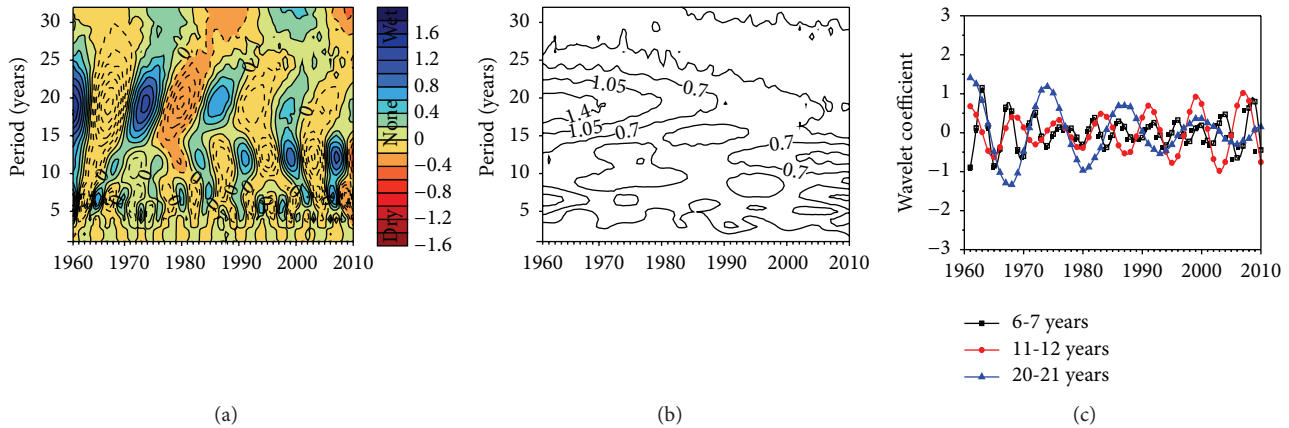 Period (years)
30
25
20
15
10
5
1960 1970 1980 1990 2000 2010
0
0
0
0
Wet
None
Dry
1.6
1.2
0.8
0.4
0
−0.4
−0.8
−1.2
−1.6
(a)
Period (years)
30
25
20
15
10
5
1.05
0.7
1.4
1.05
0.7
0.7
0.7
1960 1970 1980 1990 2000 2010
(b)
Wavelet coefficient
3
2
1
0
−1
−2
−3
1960 1970 1980 1990 2000 2010
6-7 years
11-12 years
20-21 years
(c)